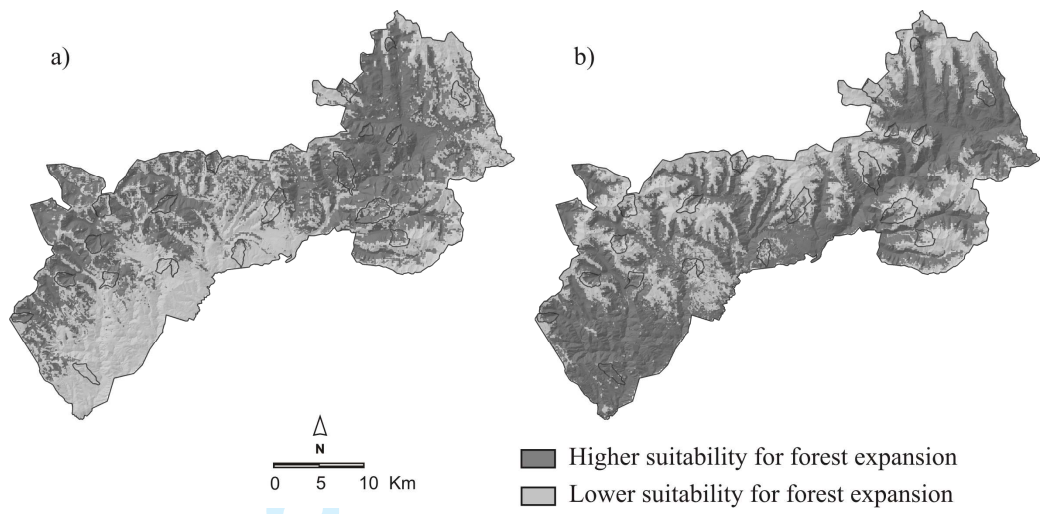 a)
b)
N
0 5 10 Km
Higher suitability for forest expansion
Lower suitability for forest expansion